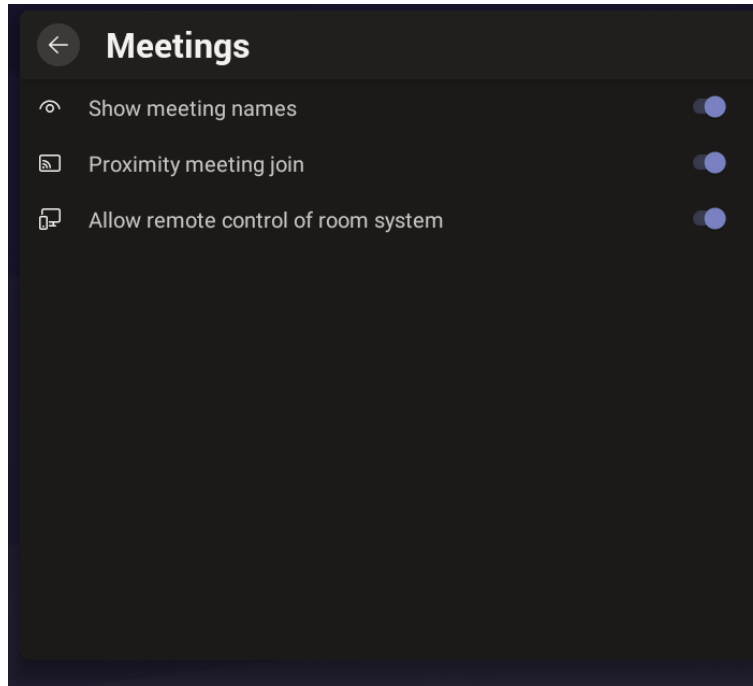 Meetings
Show meeting names
Proximity meeting join
Allow remote control of room system